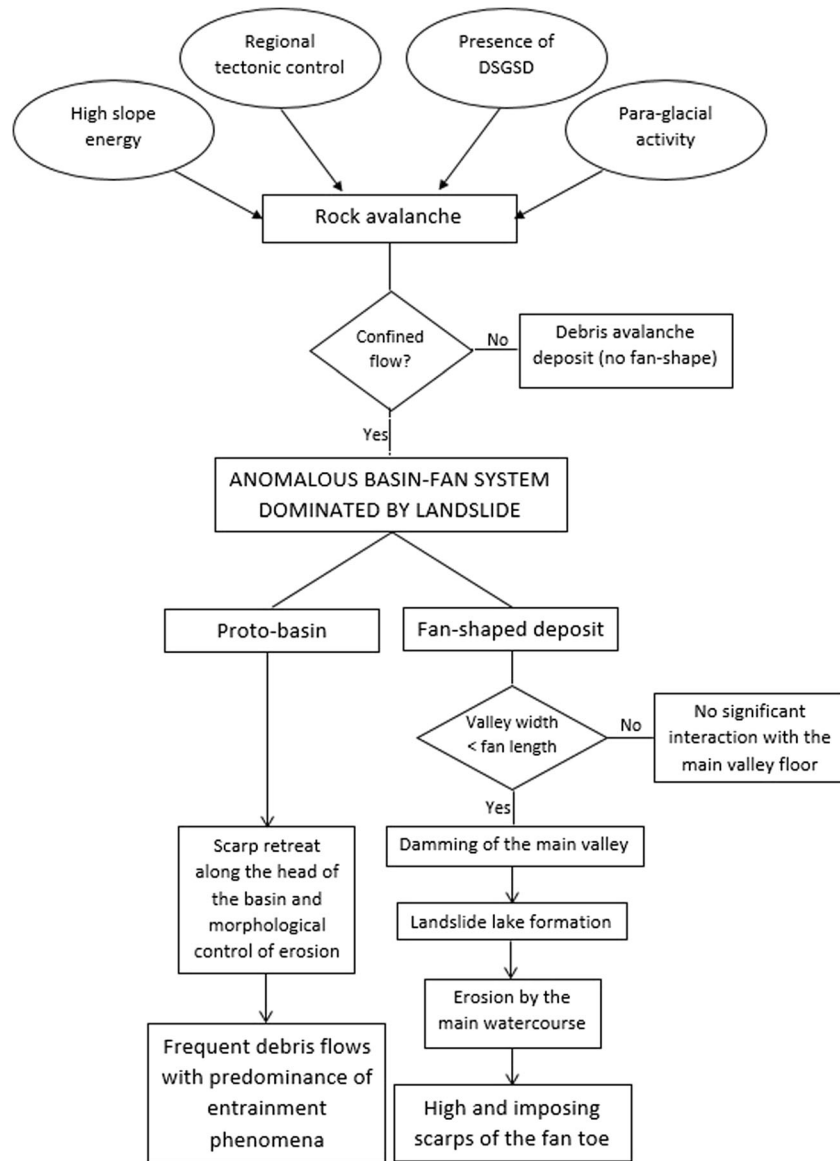 Regional
tectonic control
Presence of
DSGSD
High slope
energy
Para-glacial
activity
Rock avalanche
Confined
flow?
No
Debris avalanche
deposit (no fan-shape)
Yes
ANOMALOUS BASIN-FAN SYSTEM
DOMINATED BY LANDSLIDE
Proto-basin
Fan-shaped deposit
Valley width
< fan length
No
No significant
interaction with the
main valley floor
Yes
Scarp retreat
along the head of
the basin and
morphological
control of erosion
Damming of the main valley
Landslide lake formation
Erosion by the
main watercourse
Frequent debris flows
with predominance of
entrainment
phenomena
High and imposing
scarps of the fan toe